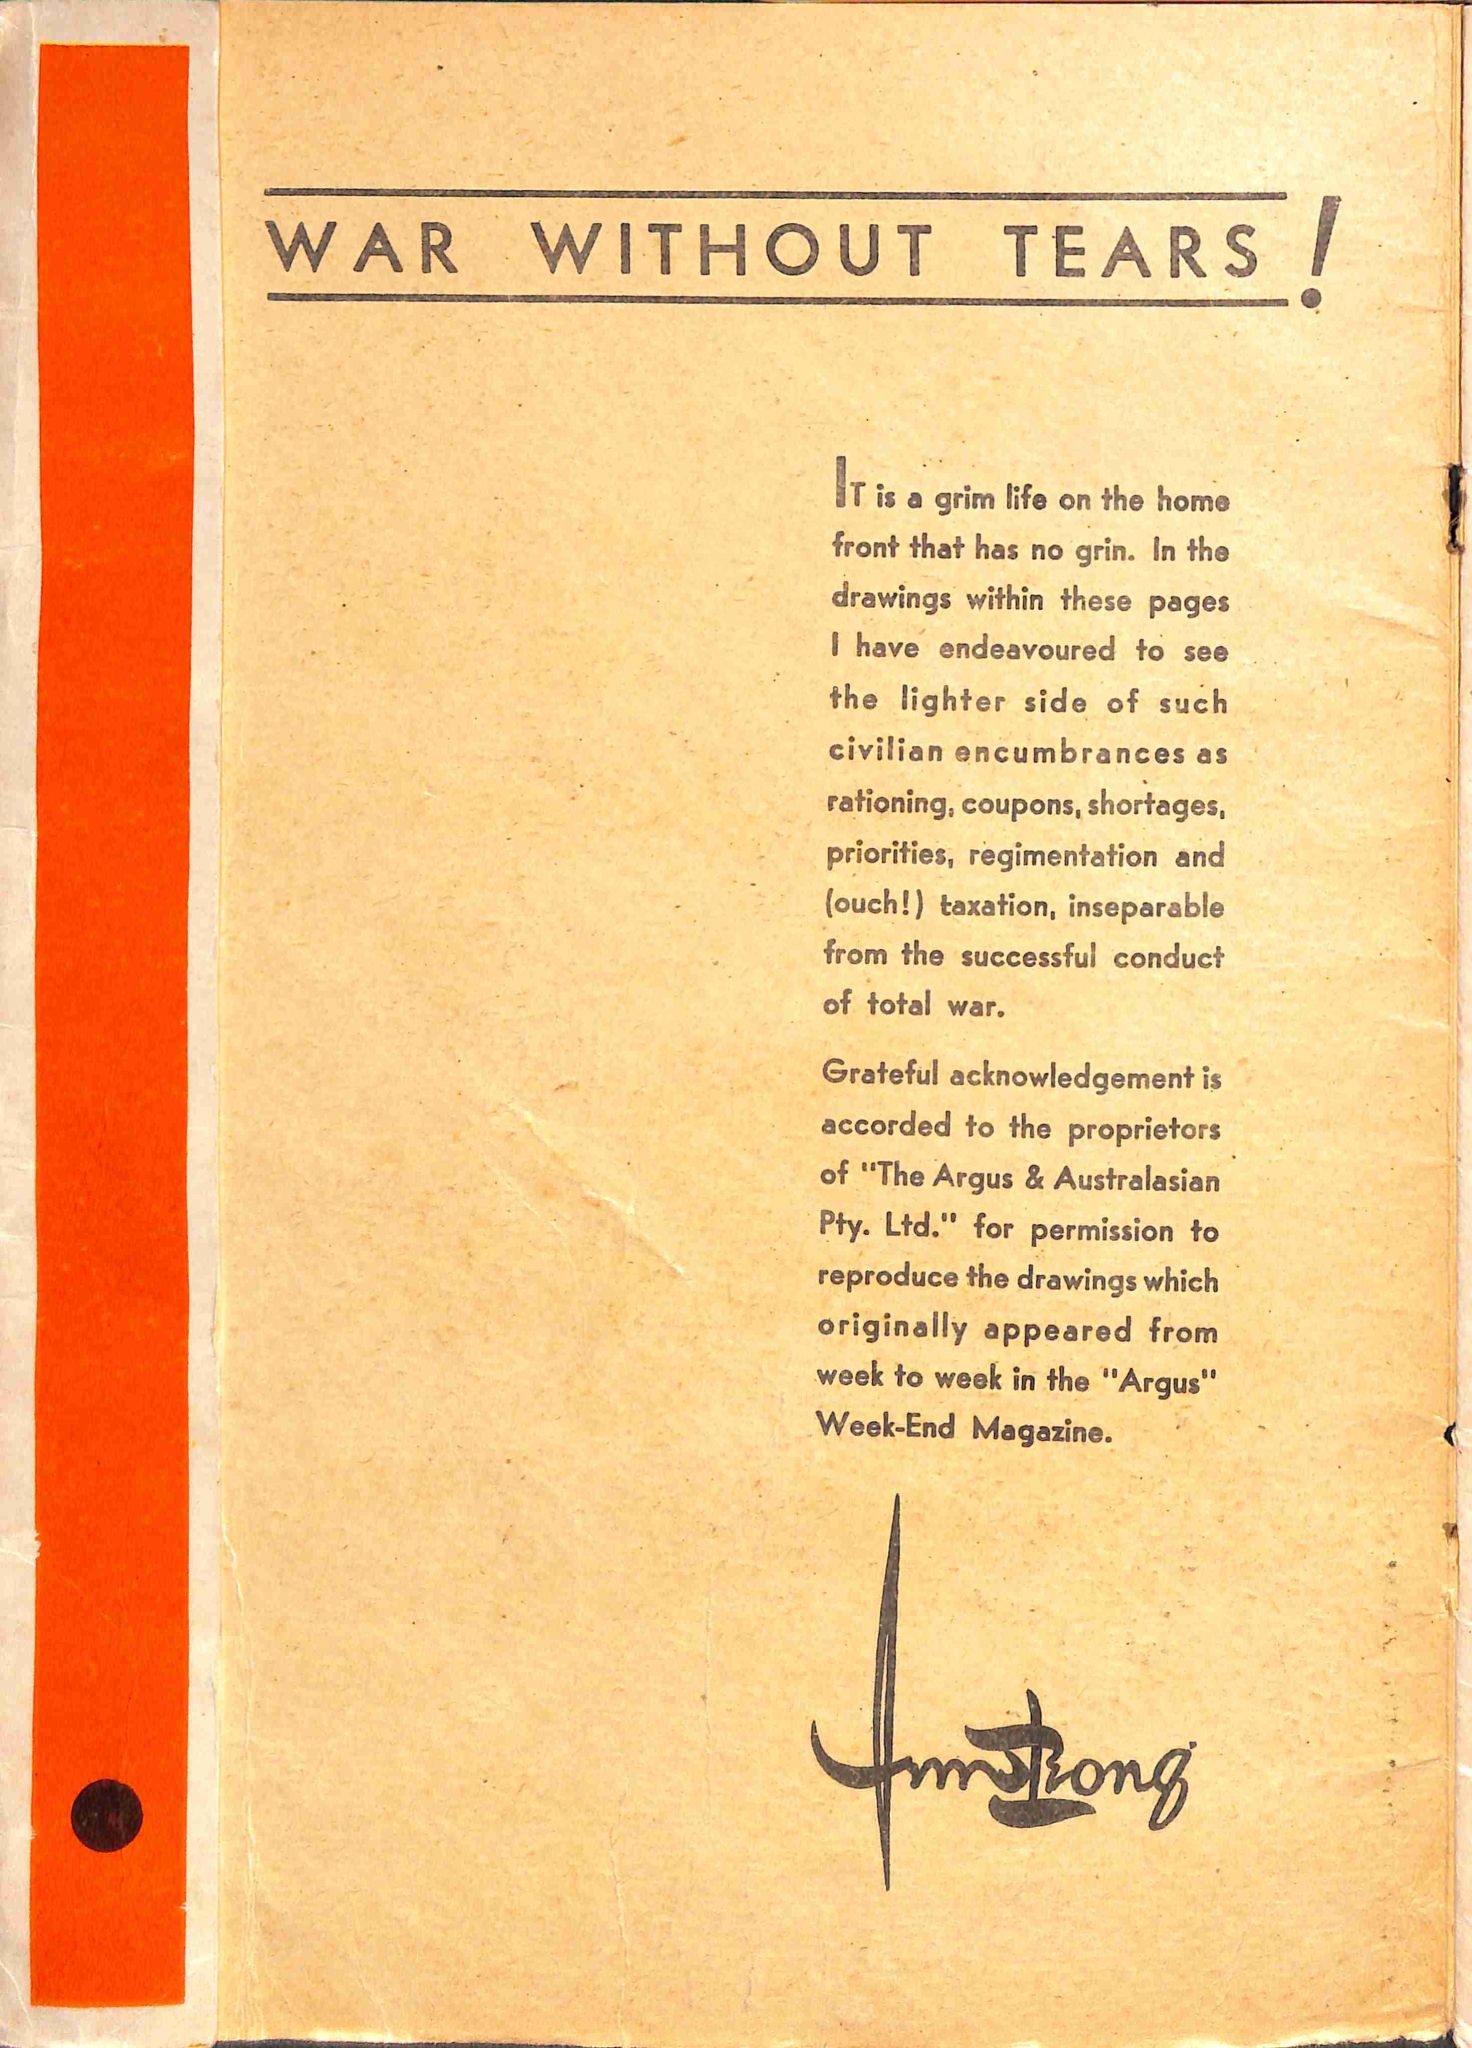 WAR WITHOUT TEARS!
IT is a grim life on the home
front that has no grin. In the
drawings within these pages
I have endeavoured to see
the lighter side of such
civilian encumbrances as
rationing, coupons, shortages,
priorities, regimentation and
(ouch!) taxation, inseparable
from the successful conduct
of total war.
Grateful acknowledgement is
accorded to the proprietors
of "The Argus & Australasian
Pty. Ltd." for permission to
reproduce the drawings which
originally appeared from
week to week in the "Argus"
Week-End Magazine.
Armstrong